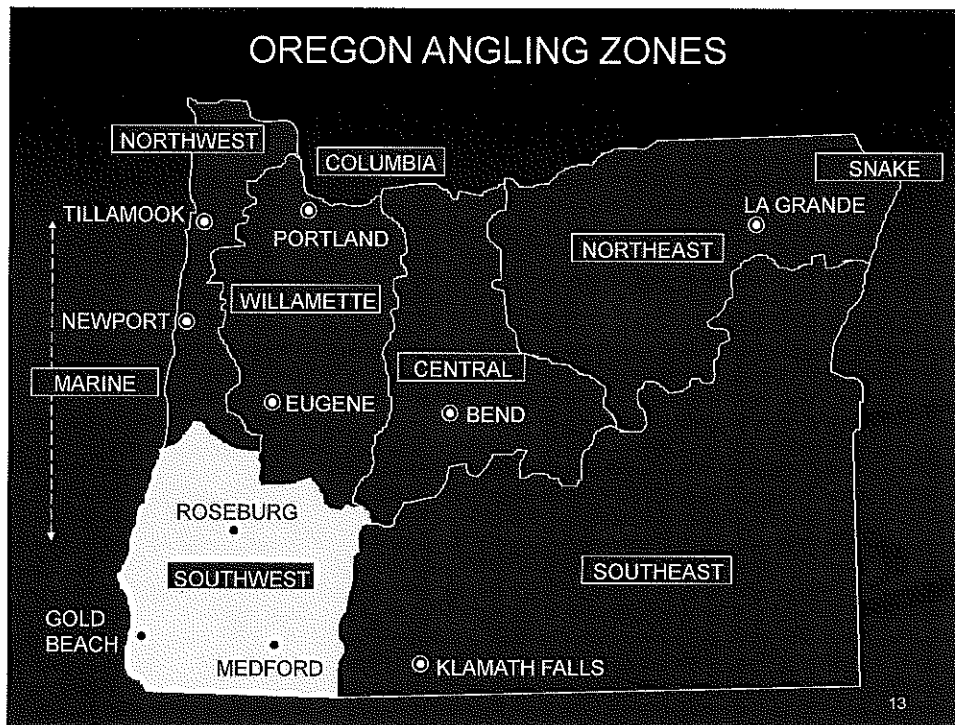 OREGON ANGLING ZONES
NORTHWEST
COLUMBIA
SNAKE
TILLAMOOK
PORTLAND
LA GRANDE
NORTHEAST
WILLAMETTE
NEWPORT
MARINE
CENTRAL
EUGENE
BEND
ROSEBURG
SOUTHWEST
SOUTHEAST
GOLD
BEACH
MEDFORD
KLAMATH FALLS
13